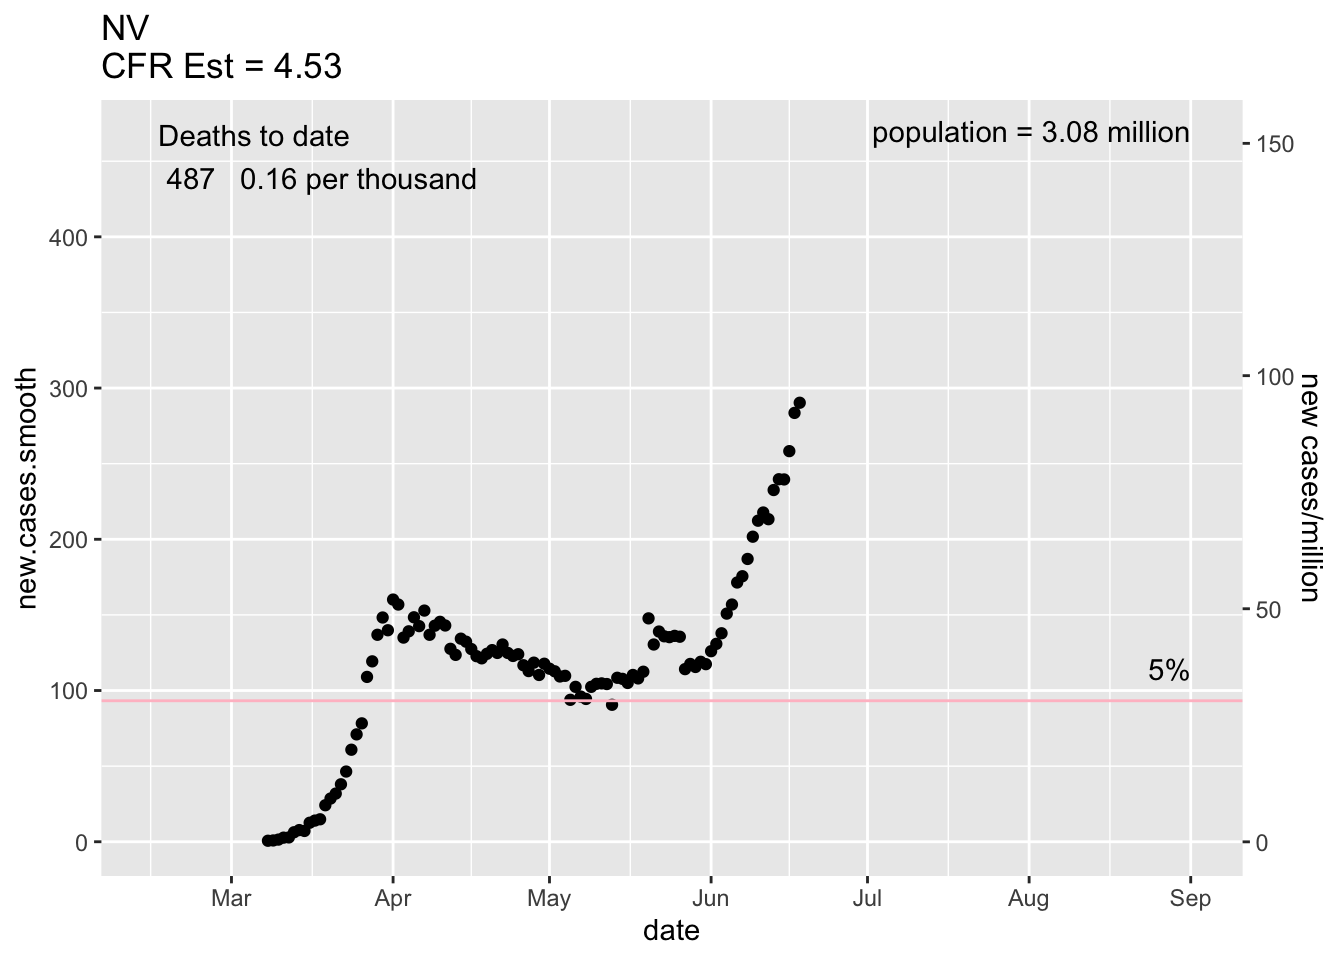 NV
CFR Est = 4.53
Deaths to date
487 0.16 per thousand
population = 3.08 million
5%
new.cases.smooth
400
300
200
100
0
150
100
50
0
new cases/million
Mar Apr May Jun Jul Aug Sep
date